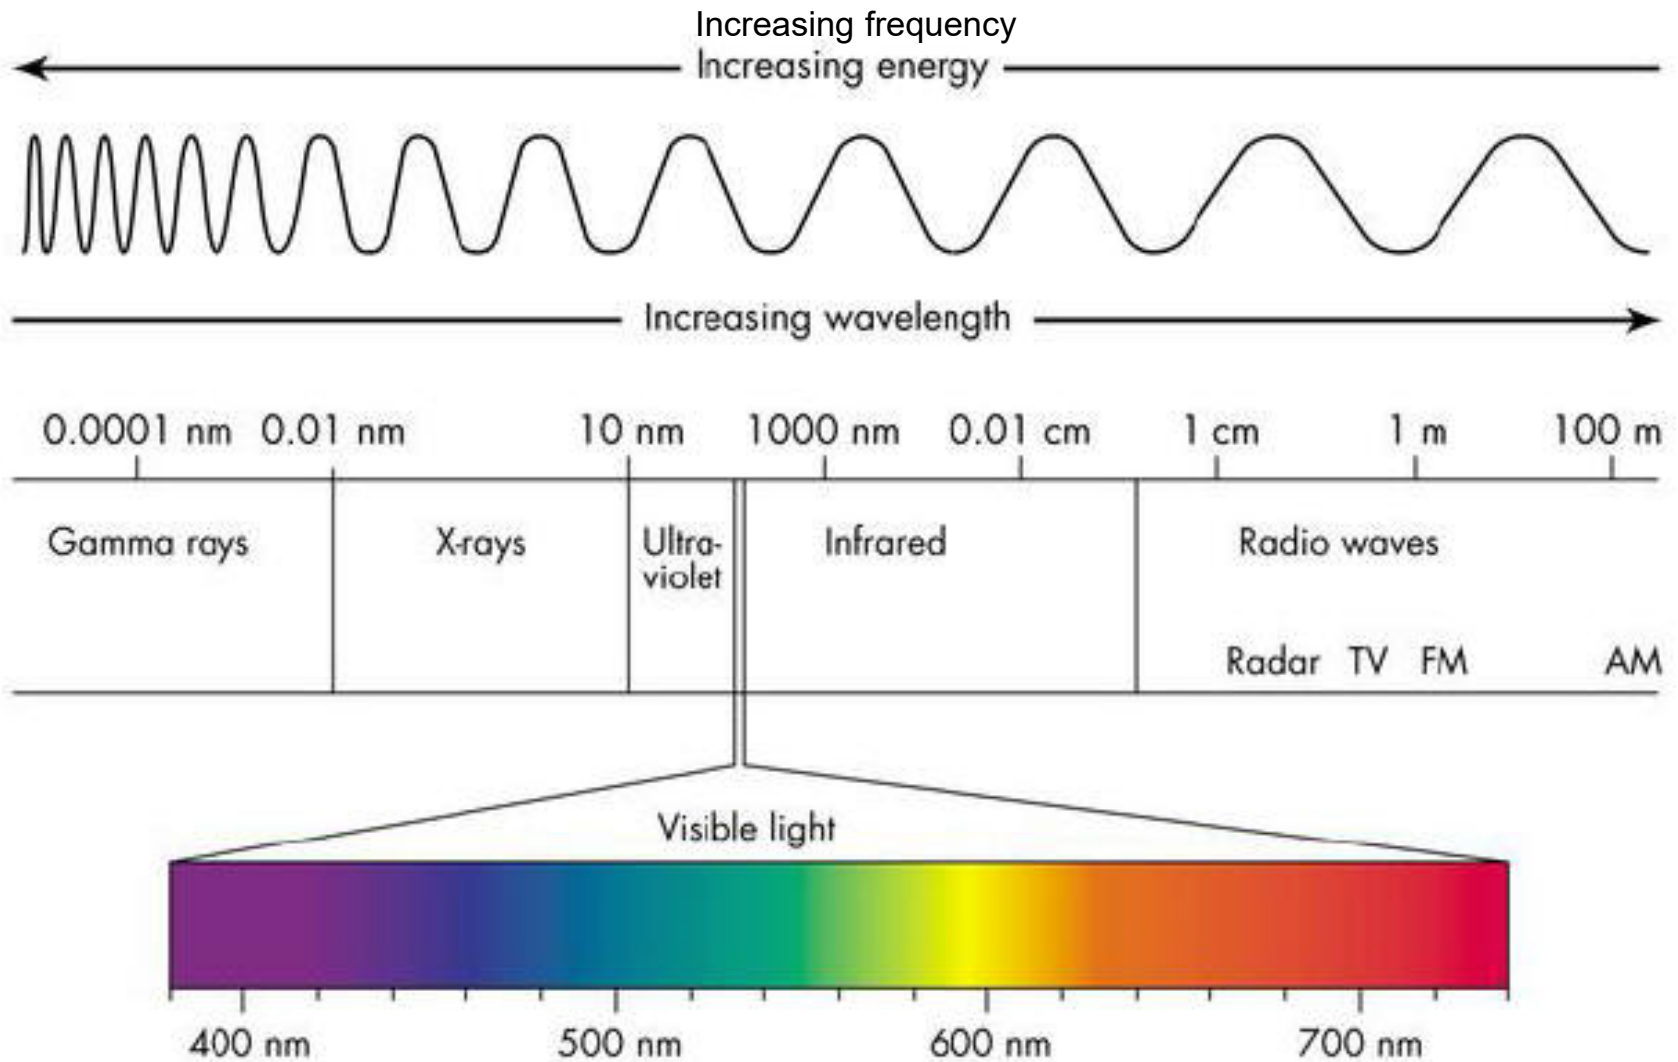 Increasing frequency
Increasing energy
Increasing wavelength
0.0001 nm 0.01 nm 10 nm 1000 nm 0.01 cm 1 cm 1 m 100 m
Gamma rays X-rays Ultra- Infrared Radio waves
violet
Radar TV FM AM
Visible light
400 nm 500 nm 600 nm 700 nm